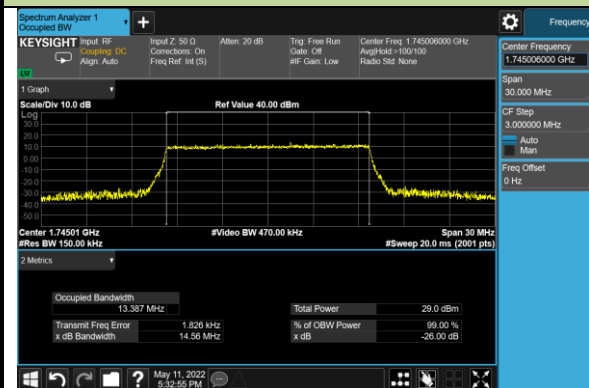 Spectrum Analyzer 1
Occupied BW
Frequency
KEYSIGHT
Input: RF
Coupling: DC
Align: Auto
Input Z: 50 Ω
Corrections: On
Freq Ref: Int (S)
Atten: 20 dB
Trig: Free Run
Gate: Off
#IF Gain: Low
Center Freq: 1.745006000 GHz
Avg|Hold:>100/100
Radio Std: None
Center Frequency
1.745006000 GHz
Span
30.000 MHz
CF Step
3.000000 MHz
Auto
Man
Freq Offset
0 Hz
1 Graph
Scale/Div 10.0 dB
Ref Value 40.00 dBm
Log
30.0
20.0
10.0
0.00
-10.0
-20.0
-30.0
-40.0
-50.0
Center 1.74501 GHz
#Video BW 470.00 kHz
Span 30 MHz
#Res BW 150.00 kHz
#Sweep 20.0 ms (2001 pts)
2 Metrics
Occupied Bandwidth
13.387 MHz
Total Power 29.0 dBm
Transmit Freq Error 1.826 kHz
% of OBW Power 99.00 %
x dB Bandwidth 14.56 MHz
x dB -26.00 dB
May 11, 2022
5:32:55 PM